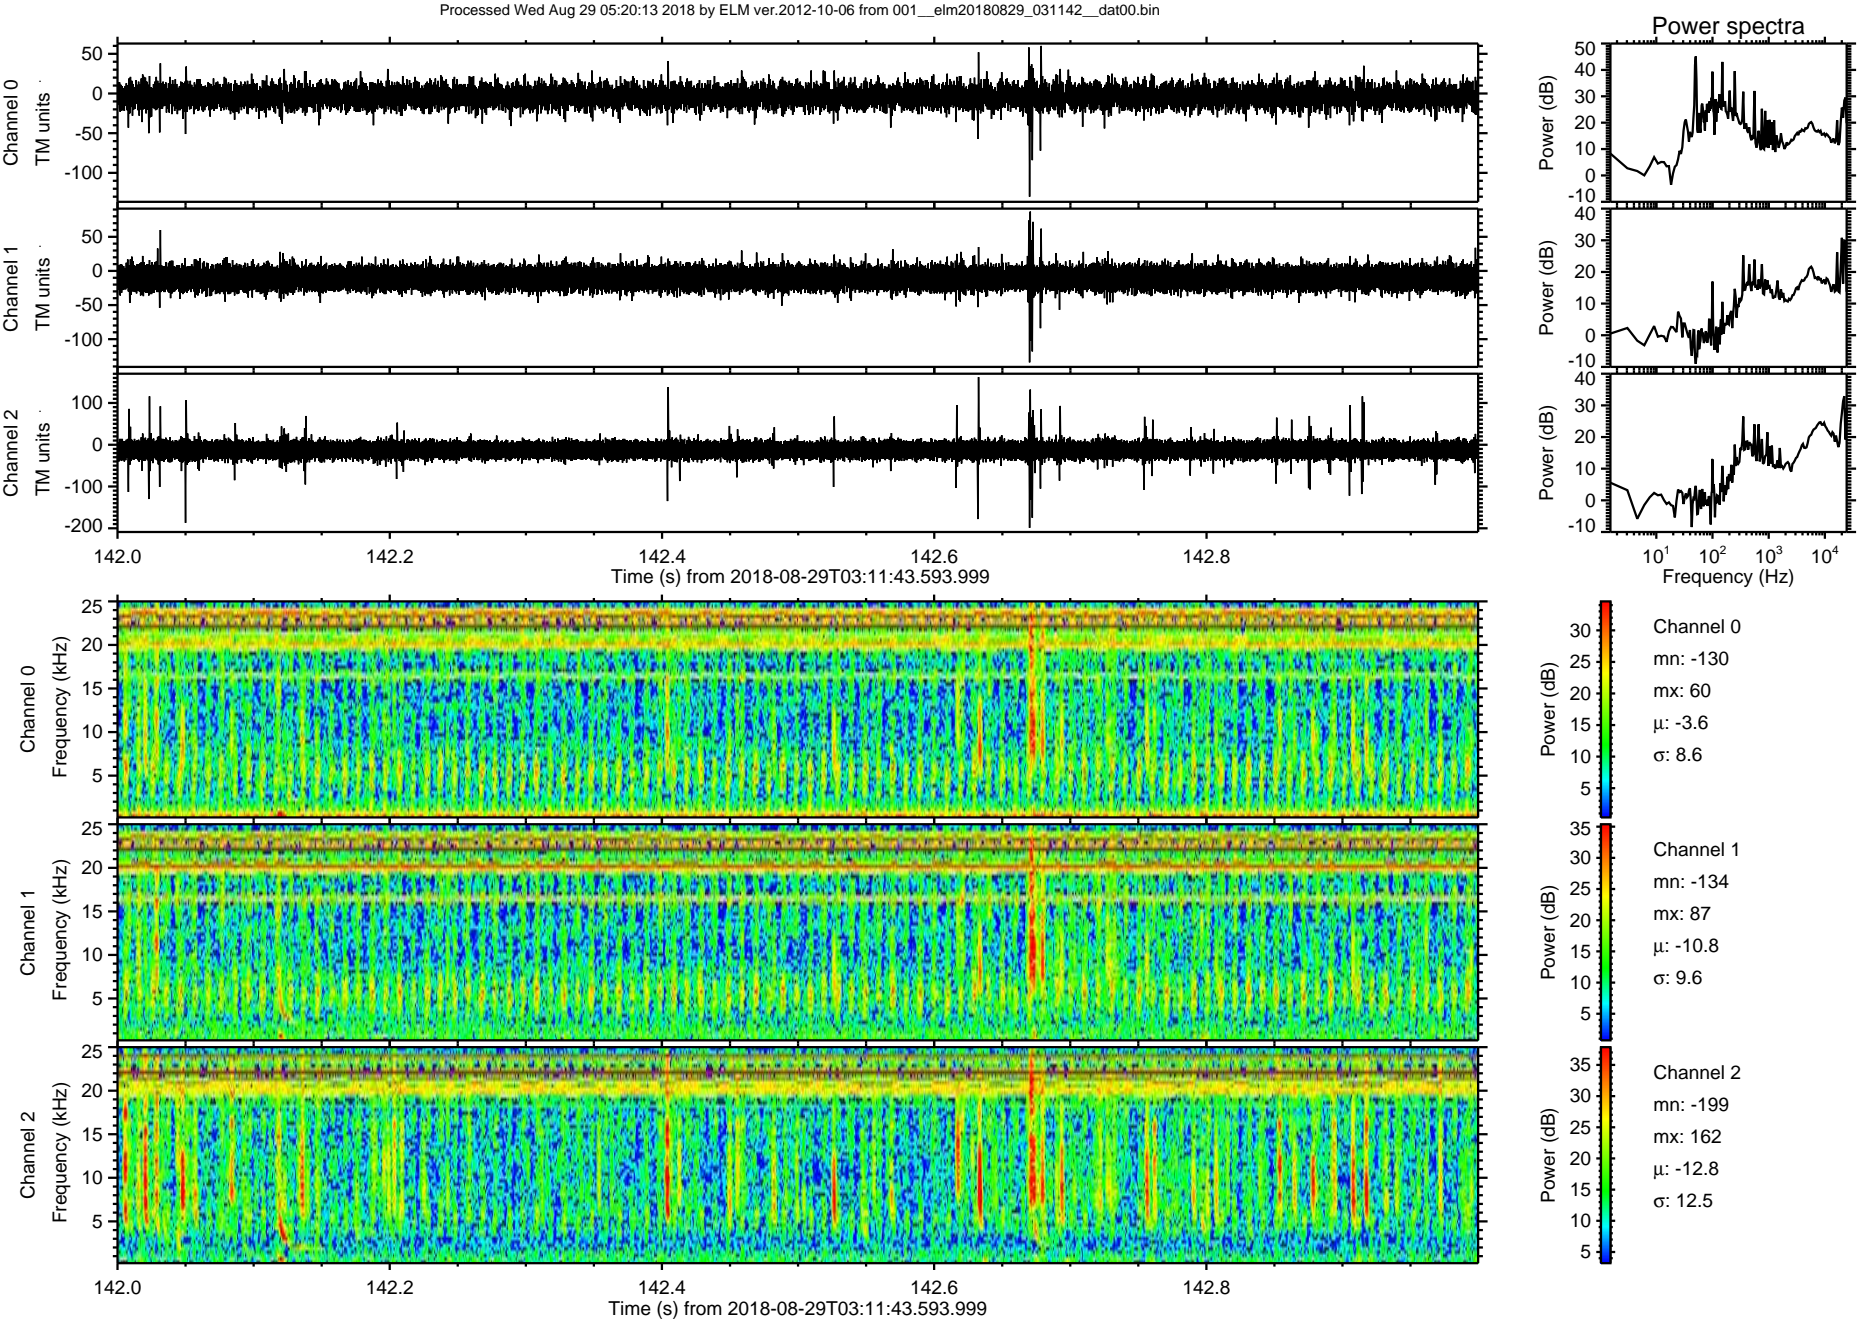 Processed Wed Aug 29 05:20:13 2018 by ELM ver.2012-10-06 from 001__elm20180829_031142__dat00.bin
Power spectra
Channel 0
TM units
50
0
-50
-100
Power (dB)
50
40
30
20
10
0
-10
Channel 1
TM units
50
0
-50
-100
Power (dB)
40
30
20
10
0
-10
Channel 2
TM units
100
0
-100
-200
Power (dB)
40
30
20
10
0
-10
142.0 142.2 142.4 142.6 142.8
Time (s) from 2018-08-29T03:11:43.593.999
10^1 10^2 10^3 10^4
Frequency (Hz)
Channel 0
Frequency (kHz)
25
20
15
10
5
Power (dB)
30
25
20
15
10
5
Channel 0
mn: -130
mx: 60
μ: -3.6
σ: 8.6
Channel 1
Frequency (kHz)
25
20
15
10
5
Power (dB)
35
30
25
20
15
10
5
Channel 1
mn: -134
mx: 87
μ: -10.8
σ: 9.6
Channel 2
Frequency (kHz)
25
20
15
10
5
Power (dB)
35
30
25
20
15
10
5
Channel 2
mn: -199
mx: 162
μ: -12.8
σ: 12.5
142.0 142.2 142.4 142.6 142.8
Time (s) from 2018-08-29T03:11:43.593.999